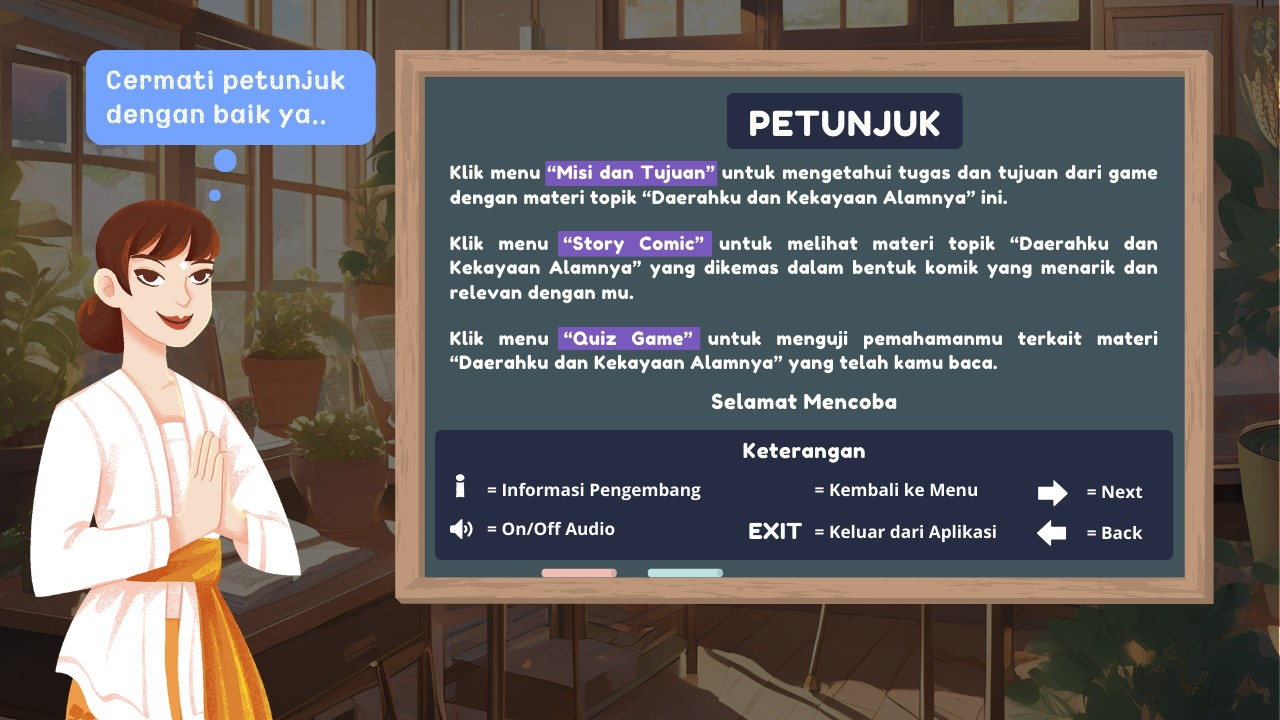 Cermati petunjuk
dengan baik ya..
PETUNJUK
Klik menu “Misi dan Tujuan” untuk mengetahui tugas dan tujuan dari game
dengan materi topik “Daerahku dan Kekayaan Alamnya” ini.
Klik menu “Story Comic” untuk melihat materi topik “Daerahku dan
Kekayaan Alamnya” yang dikemas dalam bentuk komik yang menarik dan
relevan dengan mu.
Klik menu “Quiz Game” untuk menguji pemahamanmu terkait materi
“Daerahku dan Kekayaan Alamnya” yang telah kamu baca.
Selamat Mencoba
Keterangan
i = Informasi Pengembang
= On/Off Audio
= Kembali ke Menu
EXIT = Keluar dari Aplikasi
= Next
= Back